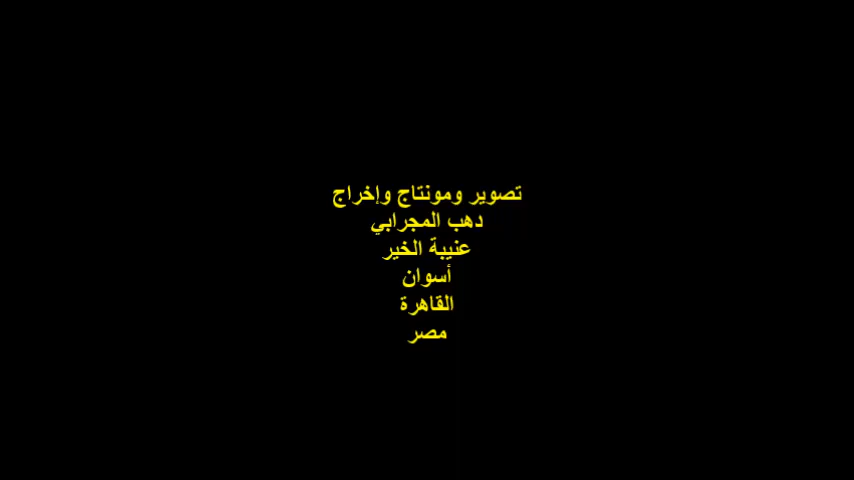 تصوير ومونتاج وإخراج
دهب المجرابي
عنيبة الخير
أسوان
القاهرة
مصر